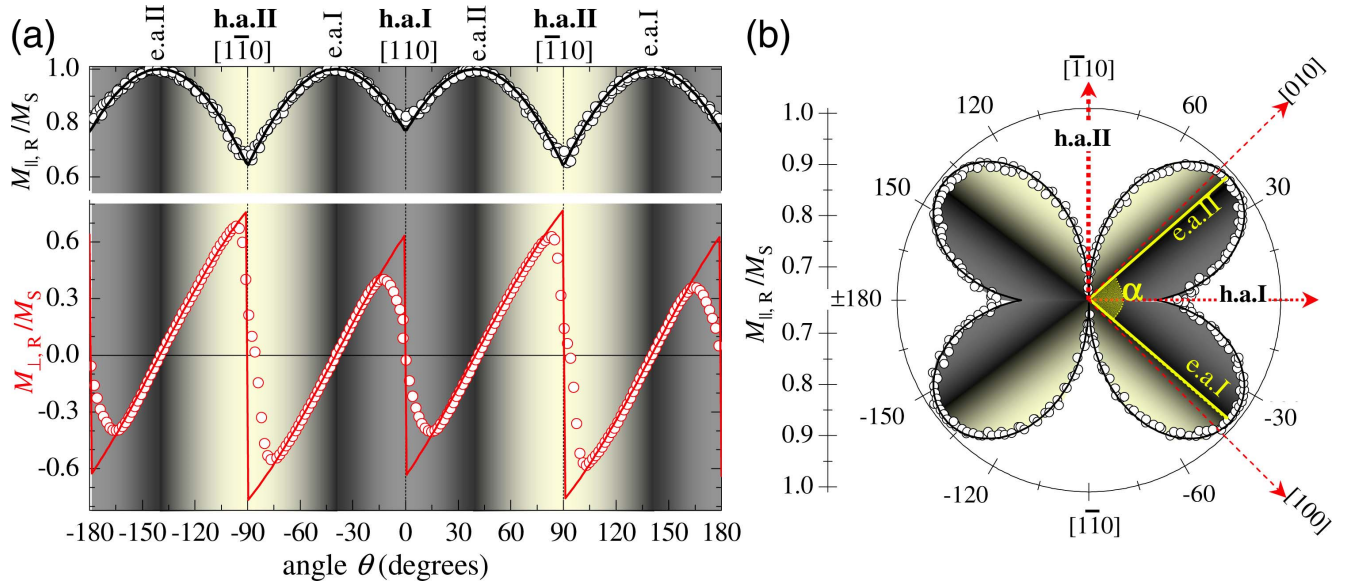 (a)
e.a.II
h.a.II
e.a.I
h.a.I
e.a.II
h.a.II
e.a.I
[11̅0]
[110]
[1̅10]
1.0
0.8
0.6
M∥, R /MS
0.6
0.3
0.0
-0.3
-0.6
M⊥, R /MS
-180 -150 -120 -90 -60 -30 0 30 60 90 120 150 180
angle θ (degrees)
(b)
[1̅10]
[010]
120
60
h.a.II
150
30
e.a.II
±180
α
h.a.I
e.a.I
-150
-30
-120
-60
[100]
[11̅0]
1.0
0.9
0.8
0.7
0.7
0.8
0.9
1.0
M∥, R /MS